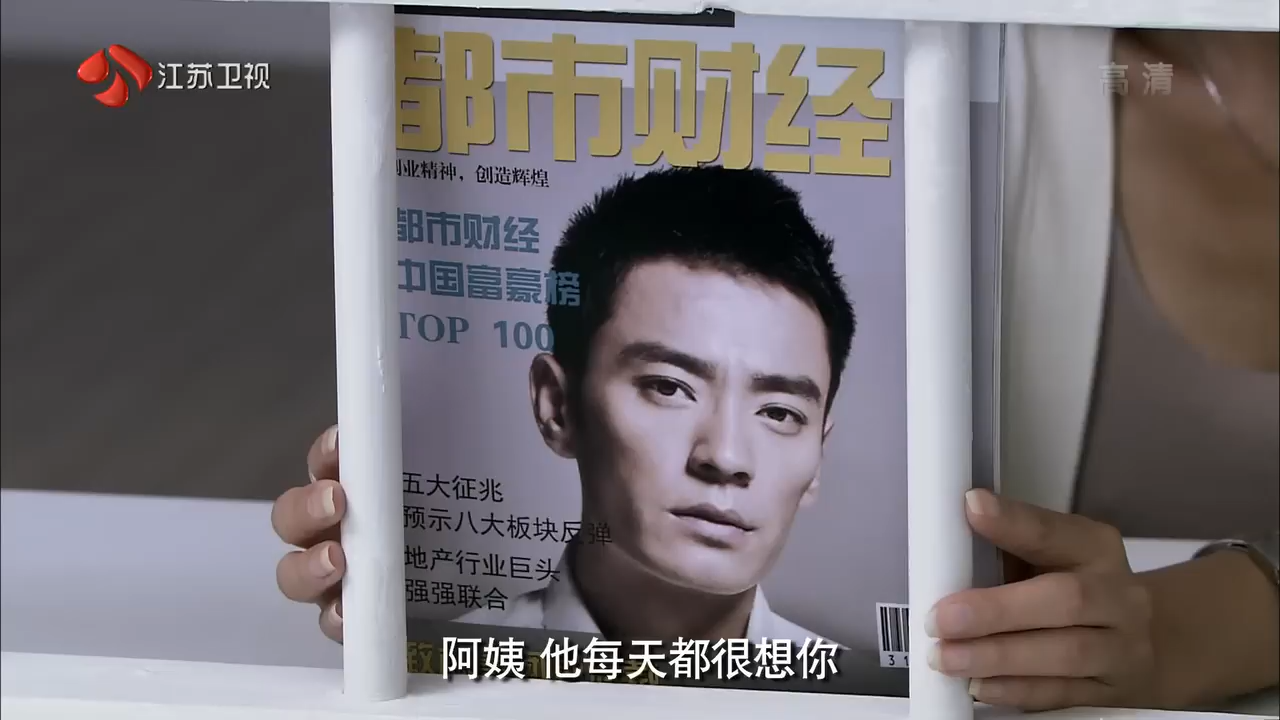 江苏卫视
高清
都市财经
创业精神，创造辉煌
都市财经
中国富豪榜
TOP 100
五大征兆
预示八大板块反弹
地产行业巨头
强强联合
阿姨 他每天都很想你